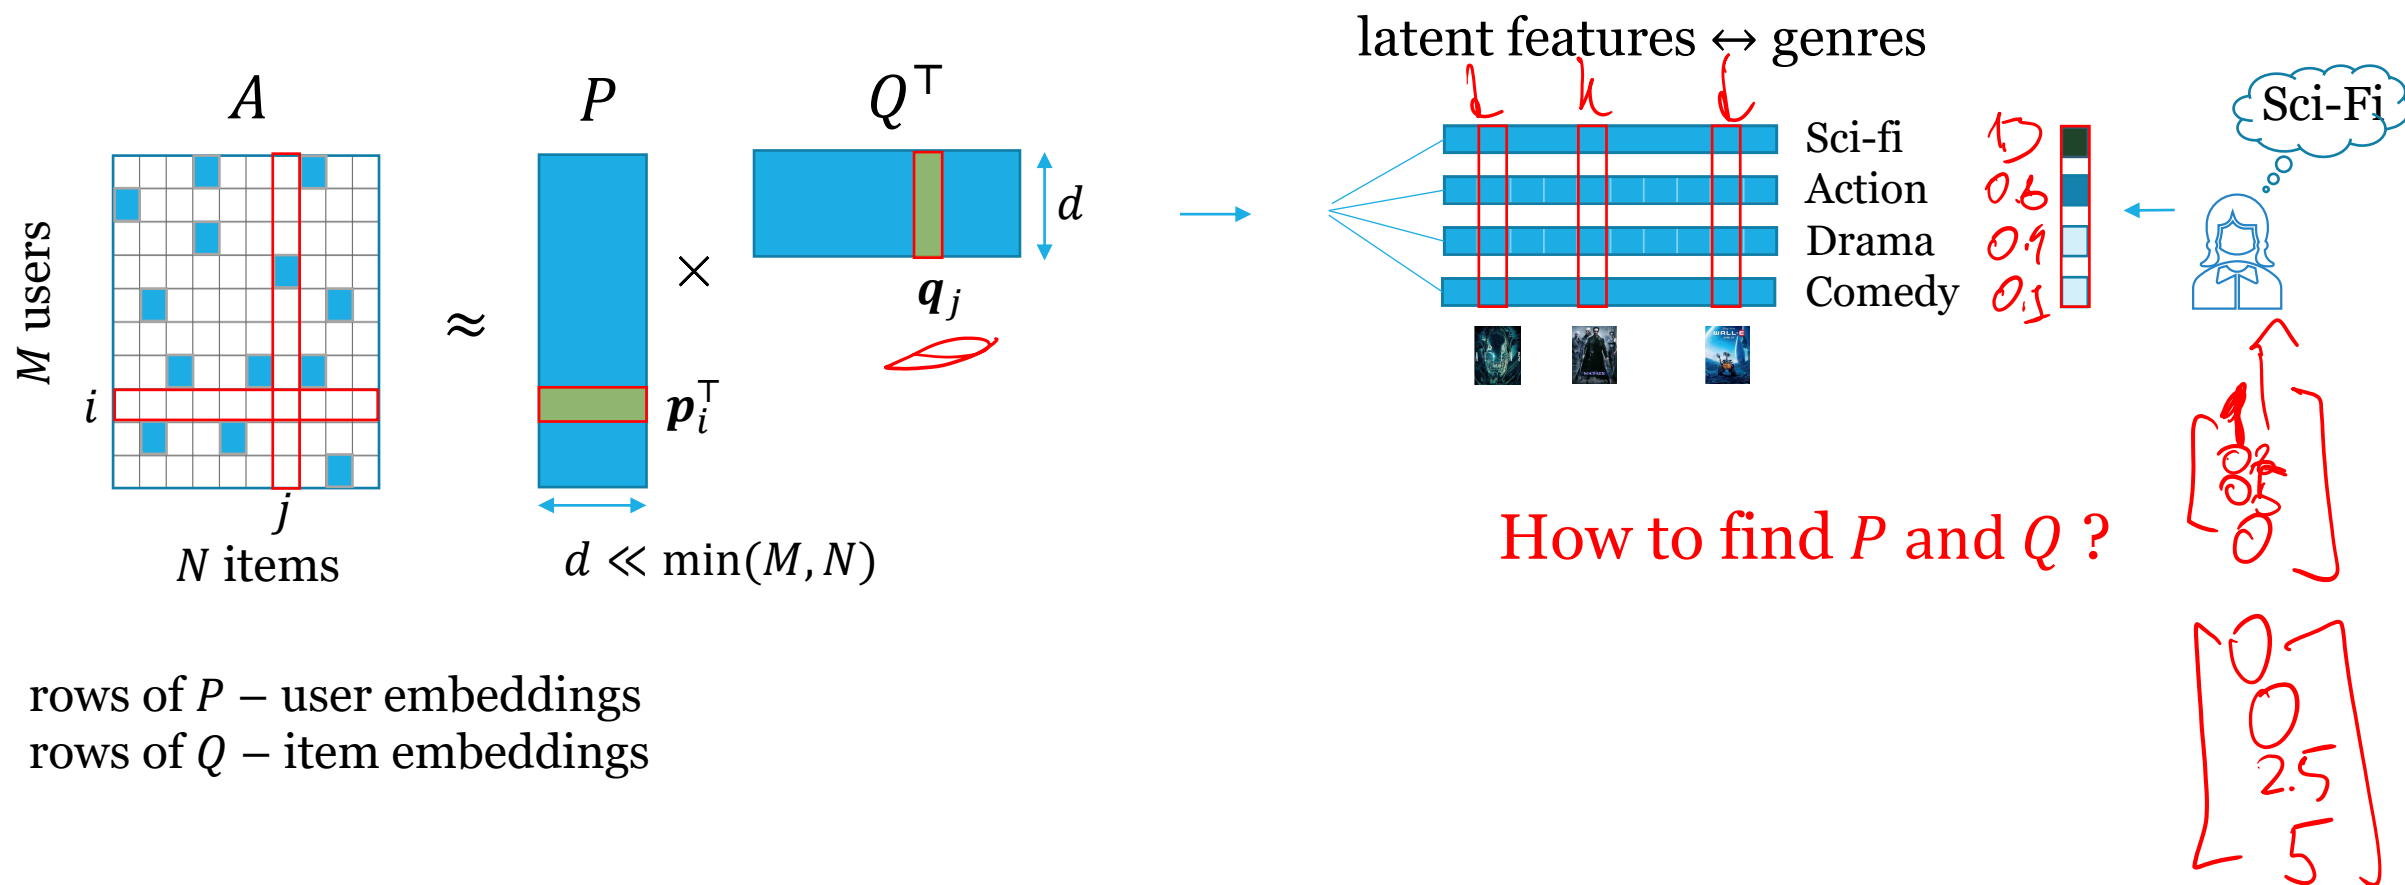 latent features ↔ genres
A
P
Q⊤
Sci-Fi
Sci-fi
Action
0.6
Drama
0.1
Comedy
0.1
M users
d
×
≈
q_j
i
p_i⊤
j
N items
d ≪ min(M, N)
How to find P and Q ?
0
0
0
2.5
5
rows of P – user embeddings
rows of Q – item embeddings
WALL·E